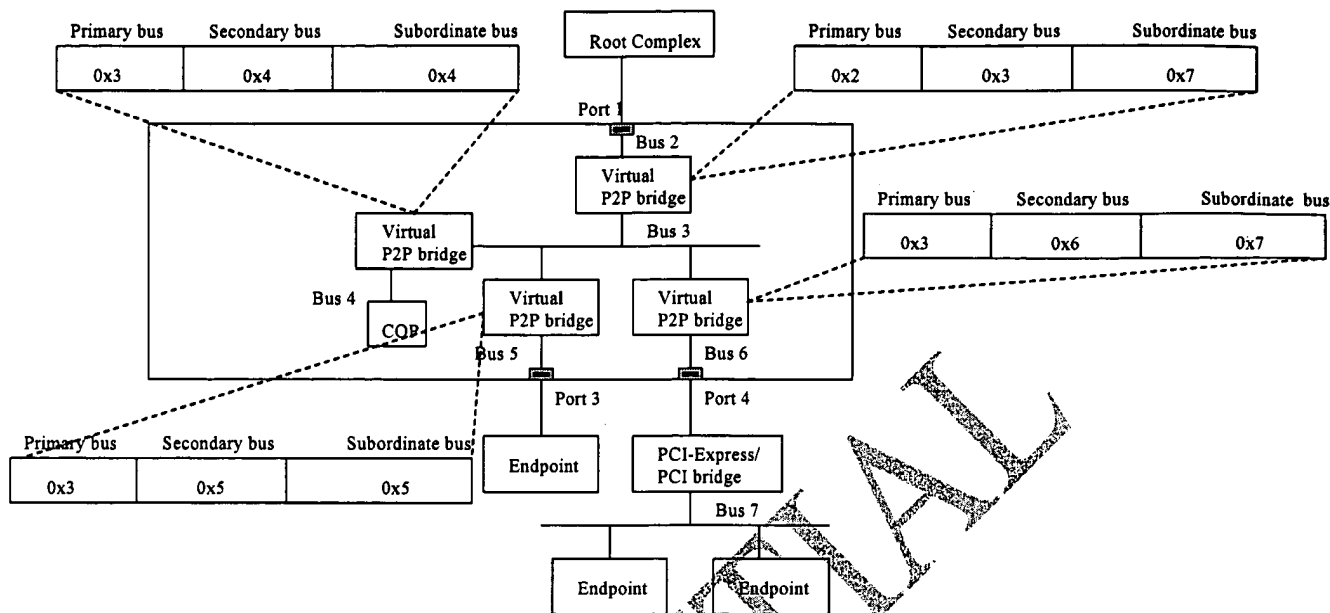 Primary bus Secondary bus Subordinate bus
0x3 0x4 0x4
Root Complex
Primary bus Secondary bus Subordinate bus
0x2 0x3 0x7
Port 1
Bus 2
Virtual
P2P bridge
Primary bus Secondary bus Subordinate bus
0x3 0x6 0x7
Virtual
P2P bridge
Bus 3
Bus 4
Virtual
P2P bridge
Virtual
P2P bridge
Bus 5
Bus 6
Port 3
Port 4
Primary bus Secondary bus Subordinate bus
0x3 0x5 0x5
Endpoint
PCI-Express/
PCI bridge
Bus 7
Endpoint
Endpoint